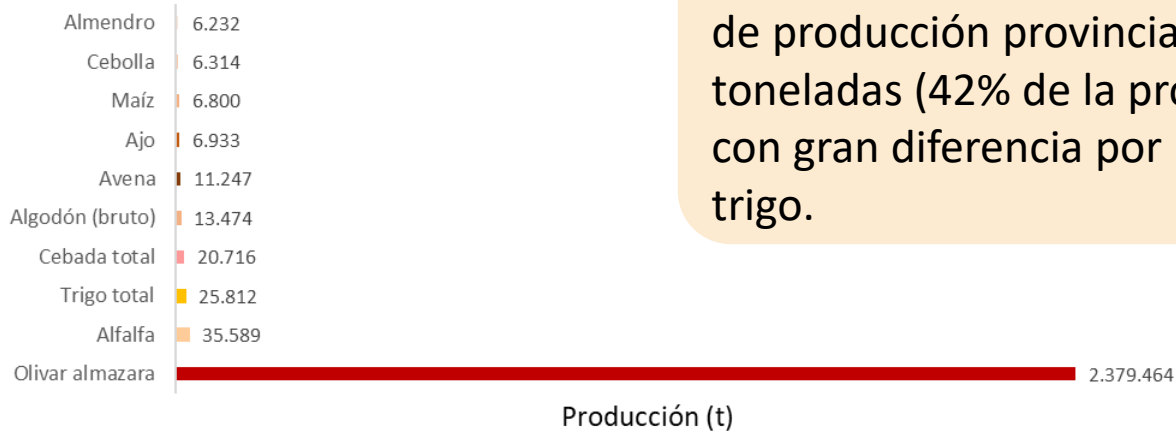 Almendro 6.232
Cebolla 6.314
Maíz 6.800
Ajo 6.933
Avena 11.247
Algodón (bruto) 13.474
Cebada total 20.716
Trigo total 25.812
Alfalfa 35.589
Olivar almazara 2.379.464
Producción (t)
de producción provincia
toneladas (42% de la pro
con gran diferencia por
trigo.